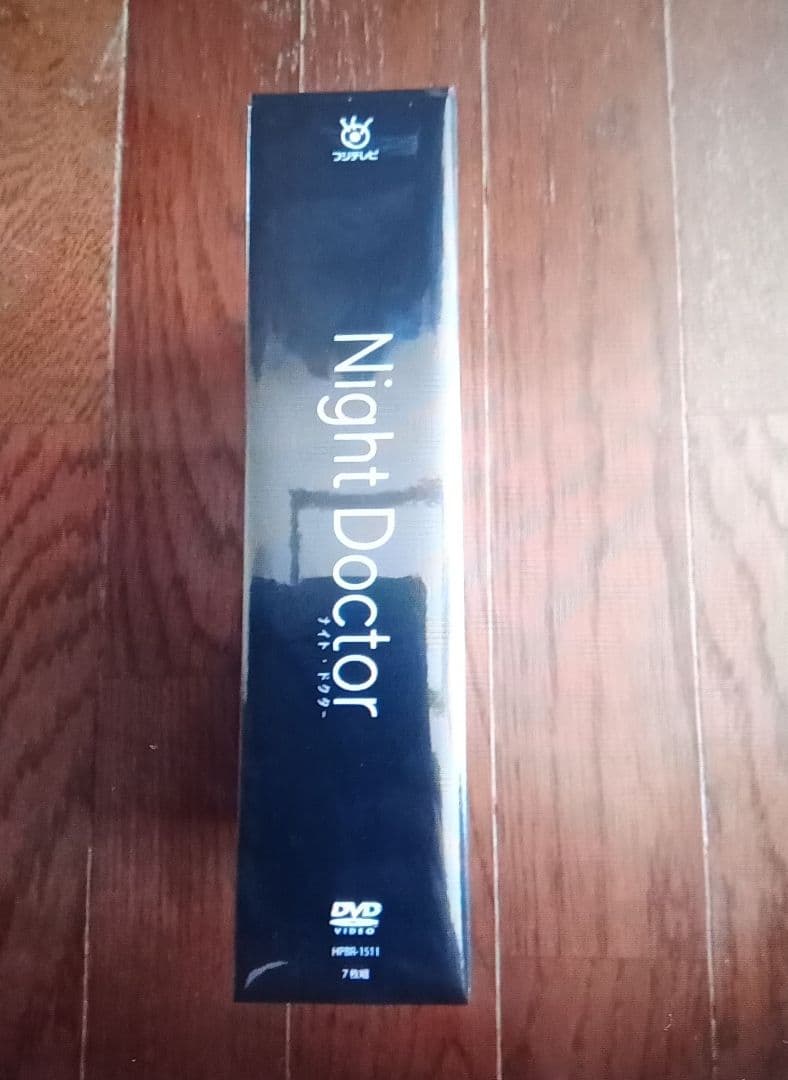 フジテレビ
Night Doctor
ナイト・ドクター
DVD
VIDEO
HPBR-1511
7枚組